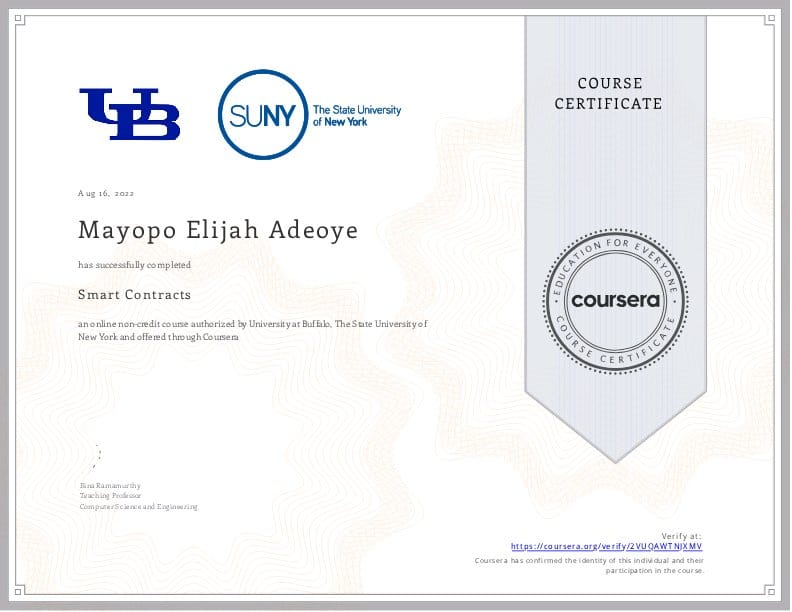 UB
SUNY
The State University
of New York
COURSE
CERTIFICATE
Aug 16, 2022
Mayopo Elijah Adeoye
has successfully completed
Smart Contracts
an online non-credit course authorized by University at Buffalo, The State University of
New York and offered through Coursera
EDUCATION FOR EVERYONE
coursera
COURSE CERTIFICATE
Bina Ramamurthy
Teaching Professor
Computer Science and Engineering
Verify at:
https://coursera.org/verify/2VUQAWTNJXMV
Coursera has confirmed the identity of this individual and their
participation in the course.